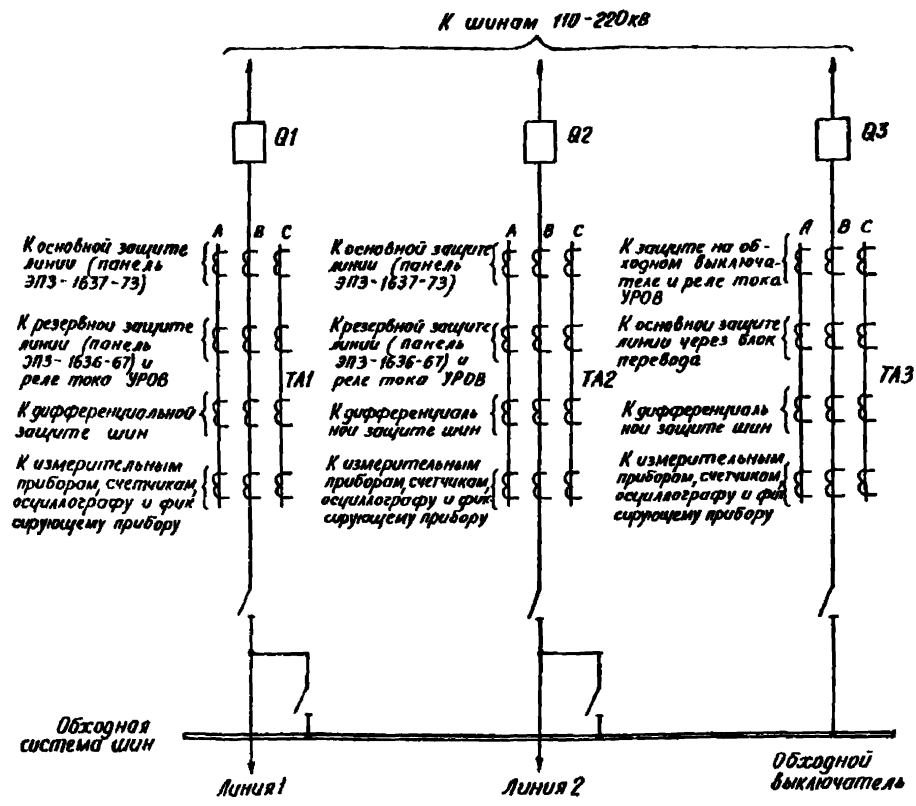 К шинам 110-220кв
Q1
Q2
Q3
А В С
К основной защите
линии (панель
ЭПЗ-1637-73)
К резервной защите
линии (панель
ЭПЗ-1636-67) и
реле тока УРОВ
ТА1
К дифференциальной
защите шин
К измерительным
приборам, счетчикам,
осциллографу и фик
сирующему прибору
А В С
К основной защите
линии (панель
ЭПЗ-1637-73)
К резервной защите
линии (панель
ЭПЗ-1636-67) и
реле тока УРОВ
ТА2
К дифференциаль
ной защите шин
К измерительным
приборам, счетчикам,
осциллографу и фик
сирующему прибору
А В С
К защите на об-
ходном выключа-
теле и реле тока
УРОВ
К основной защите
линии через блок
перевода
ТА3
К дифференциаль
ной защите шин
К измерительным
приборам, счетчикам,
осциллографу и фик
сирующему прибору
Обходная
система шин
Линия 1
Линия 2
Обходной
выключатель